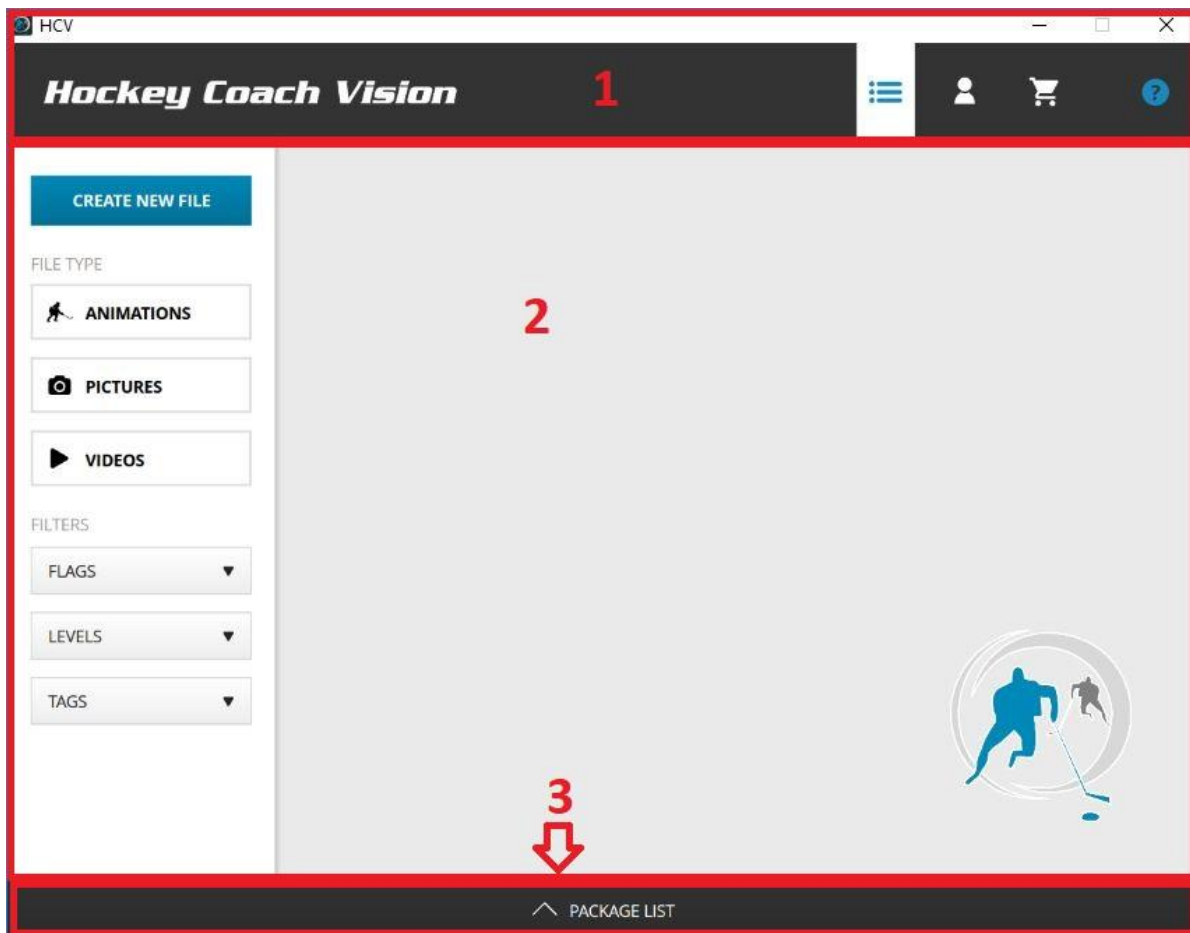 HCV
Hockey Coach Vision
1
?
CREATE NEW FILE
FILE TYPE
ANIMATIONS
2
PICTURES
VIDEOS
FILTERS
FLAGS
LEVELS
TAGS
3
PACKAGE LIST